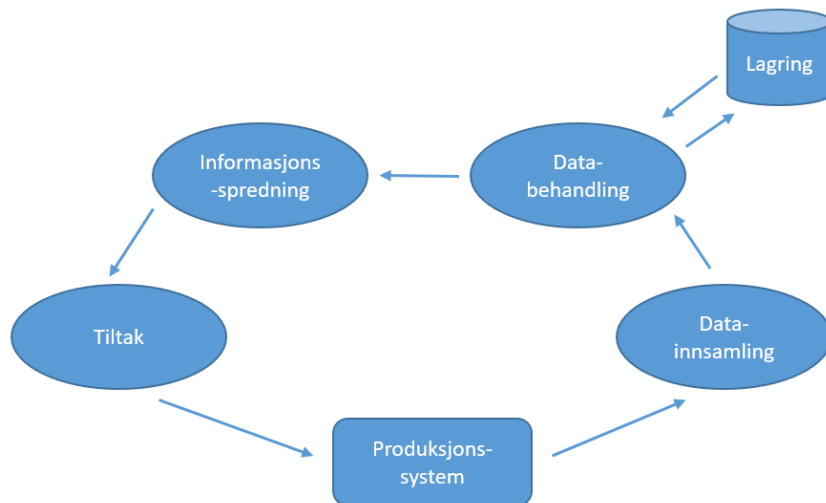 Lagring
Informasjons
-spredning
Data-
behandling
Tiltak
Data-
innsamling
Produksjons-
system